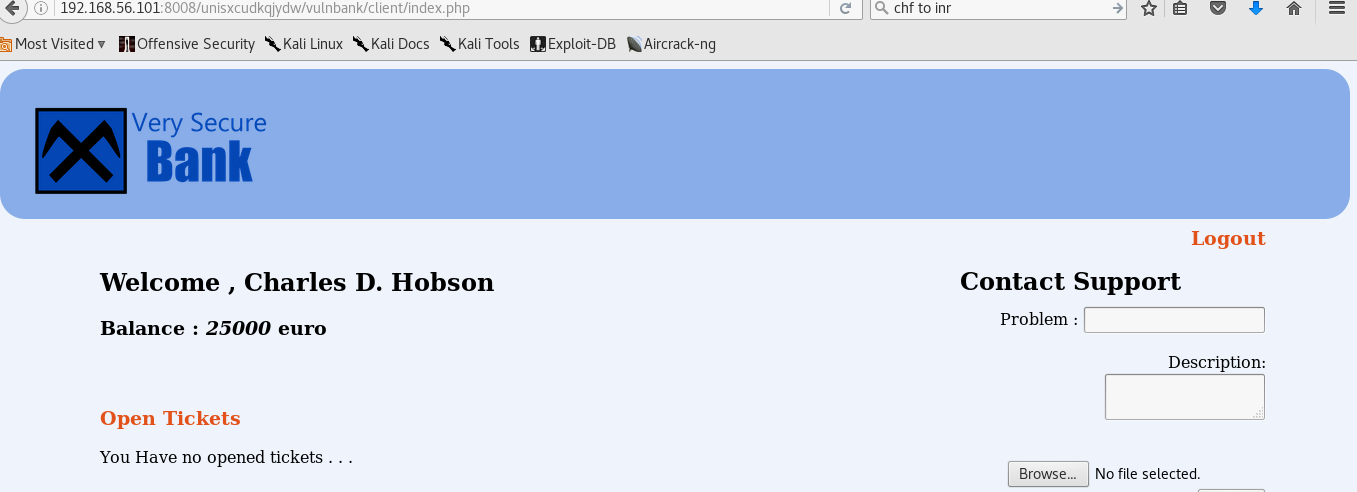 192.168.56.101:8008/unisxcudkqjydw/vulnbank/client/index.php
chf to inr
Most Visited
Offensive Security
Kali Linux
Kali Docs
Kali Tools
Exploit-DB
Aircrack-ng
Very Secure
Bank
Logout
Welcome , Charles D. Hobson
Balance : 25000 euro
Open Tickets
You Have no opened tickets . . .
Contact Support
Problem :
Description:
Browse...
No file selected.